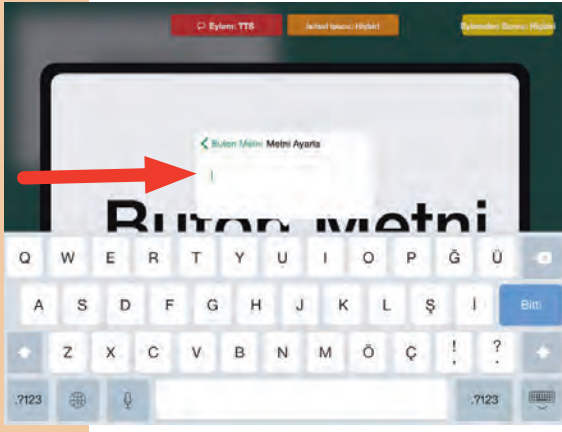 Eylem: TTS
İşitsel İpucu: Hiçbiri
Eylemden Sonra: Hiçbiri
Buton Metni Metni Ayarla
Buton Metni
Q W E R T Y U I O P Ğ Ü
A S D F G H J K L Ş İ Bitti
Z X C V B N M Ö Ç ! , ? .
.?123 .?123